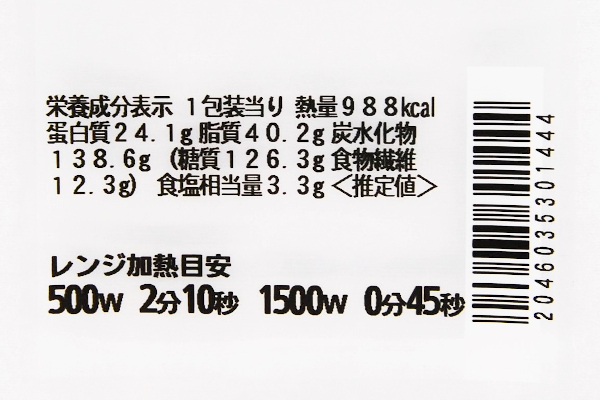 栄養成分表示 1包装当り 熱量988kcal
蛋白質24.1g脂質40.2g炭水化物
138.6g（糖質126.3g食物繊維
12.3g） 食塩相当量3.3g＜推定値＞
レンジ加熱目安
500W 2分10秒 1500W 0分45秒
2046035301444